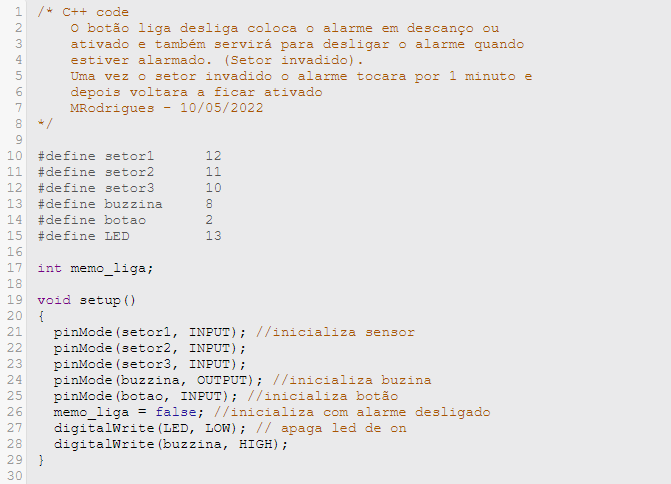 1 /* C++ code
2 O botão liga desliga coloca o alarme em descanço ou
3 ativado e também servirá para desligar o alarme quando
4 estiver alarmado. (Setor invadido).
5 Uma vez o setor invadido o alarme tocara por 1 minuto e
6 depois voltara a ficar ativado
7 MRodrigues - 10/05/2022
8 */
9
10 #define setor1 12
11 #define setor2 11
12 #define setor3 10
13 #define buzzina 8
14 #define botao 2
15 #define LED 13
16
17 int memo_liga;
18
19 void setup()
20 {
21 pinMode(setor1, INPUT); //inicializa sensor
22 pinMode(setor2, INPUT);
23 pinMode(setor3, INPUT);
24 pinMode(buzzina, OUTPUT); //inicializa buzina
25 pinMode(botao, INPUT); //inicializa botão
26 memo_liga = false; //inicializa com alarme desligado
27 digitalWrite(LED, LOW); // apaga led de on
28 digitalWrite(buzzina, HIGH);
29 }
30